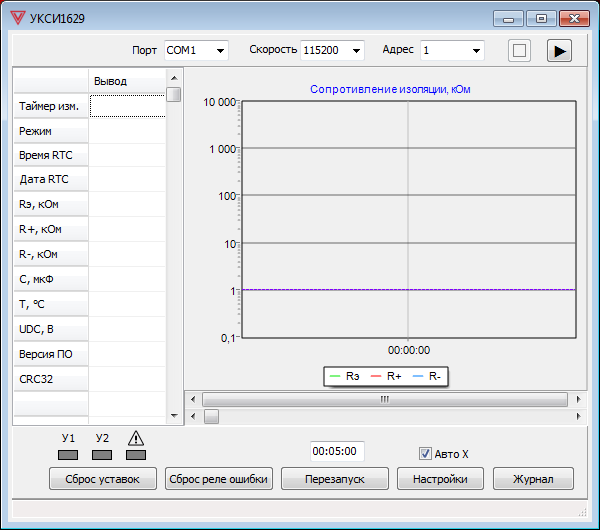 УКСИ1629
Порт COM1 Скорость 115200 Адрес 1
Вывод
Таймер изм.
Режим
Время RTC
Дата RTC
Rэ, кОм
R+, кОм
R-, кОм
C, мкФ
T, °C
UDC, В
Версия ПО
CRC32
Сопротивление изоляции, кОм
10 000
1 000
100
10
1
0,1
00:00:00
Rэ R+ R-
У1 У2
00:05:00 Авто X
Сброс уставок Сброс реле ошибки Перезапуск Настройки Журнал